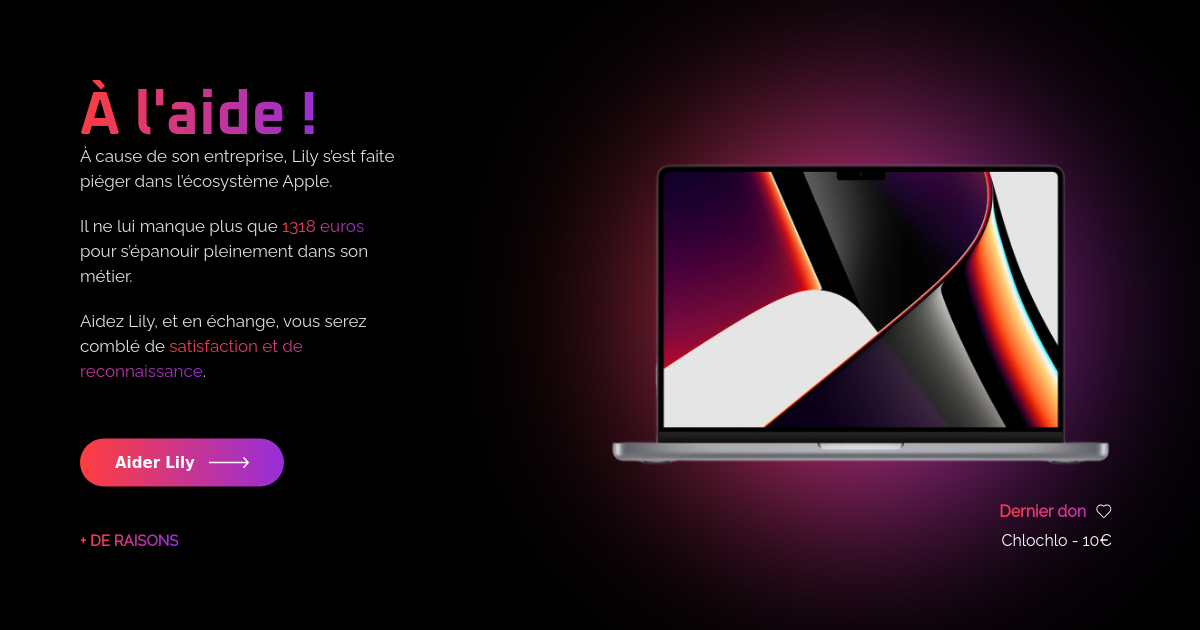 À l'aide !
À cause de son entreprise, Lily s’est faite
piéger dans l’écosystème Apple.
Il ne lui manque plus que 1318 euros
pour s’épanouir pleinement dans son
métier.
Aidez Lily, et en échange, vous serez
comblé de satisfaction et de
reconnaissance.
Aider Lily
+ DE RAISONS
Dernier don
Chlochlo - 10€